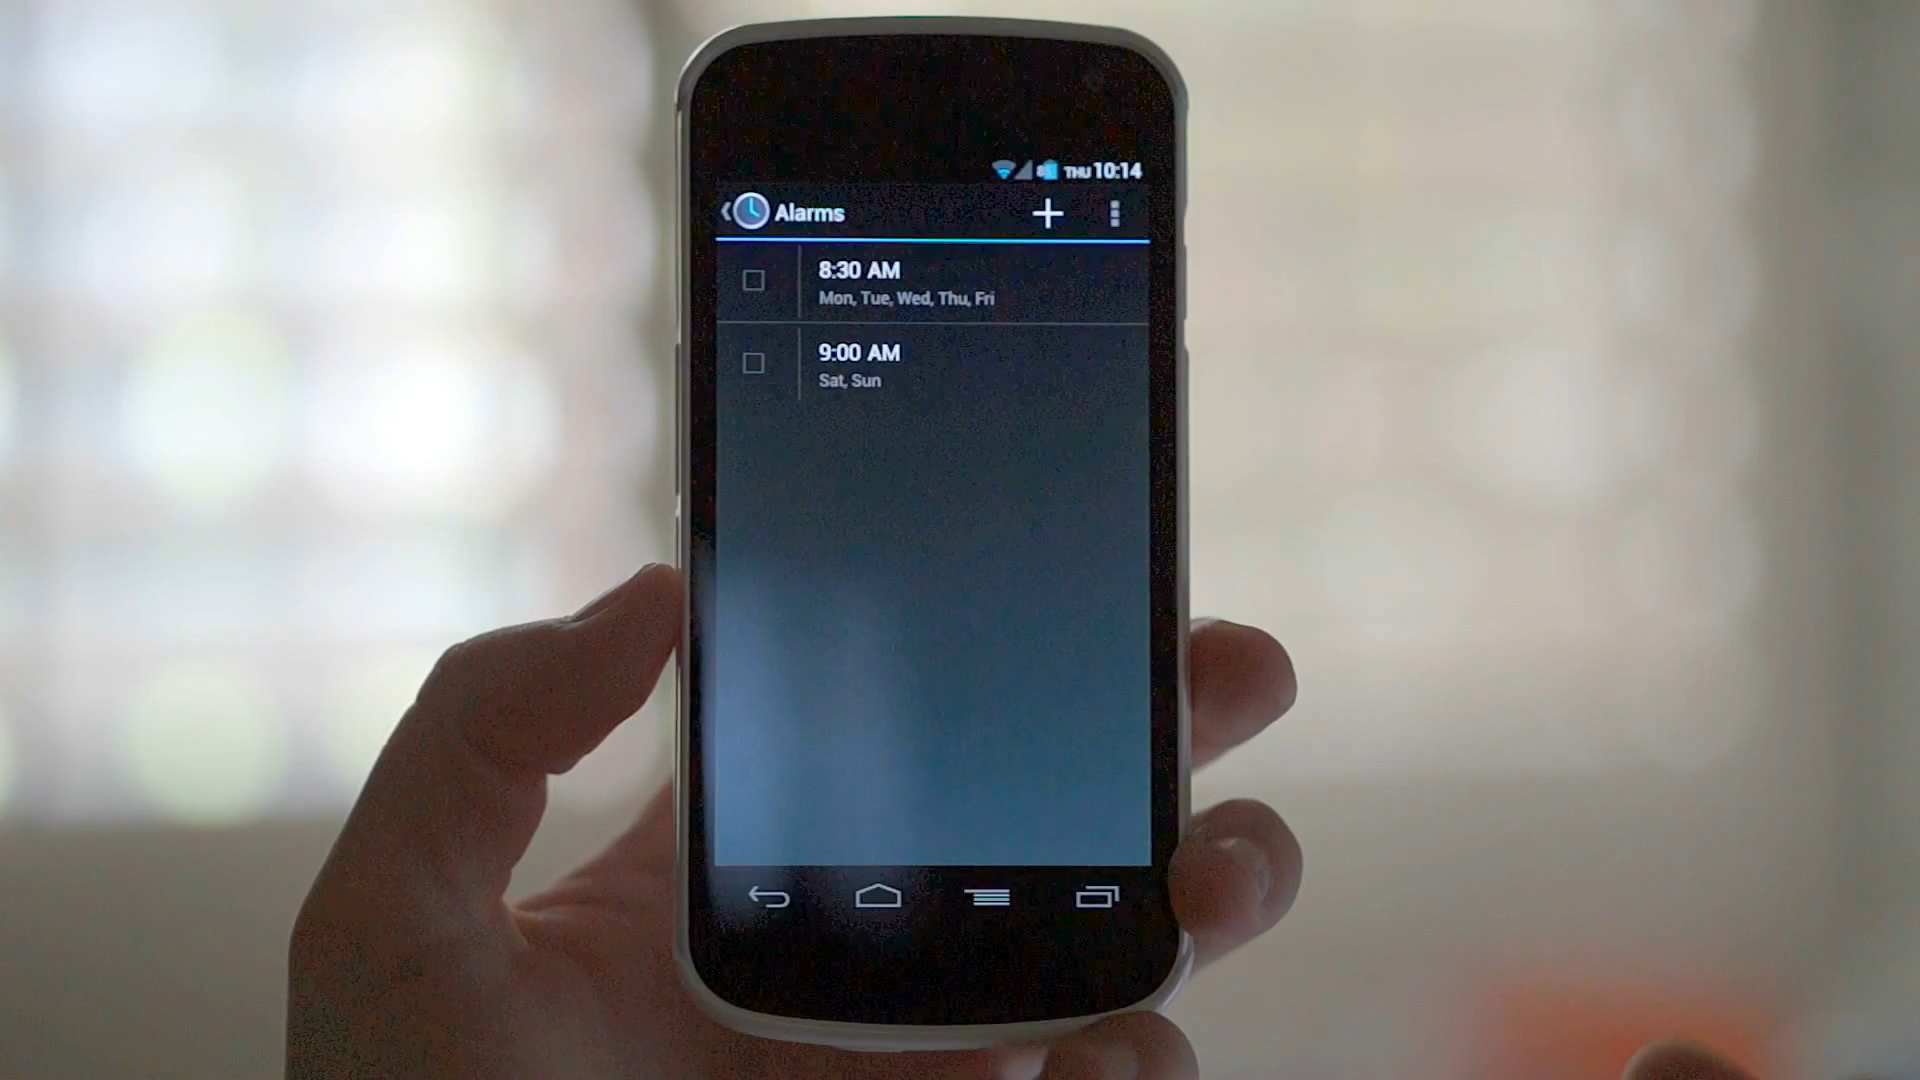 THU 10:14
Alarms
8:30 AM
Mon, Tue, Wed, Thu, Fri
9:00 AM
Sat, Sun